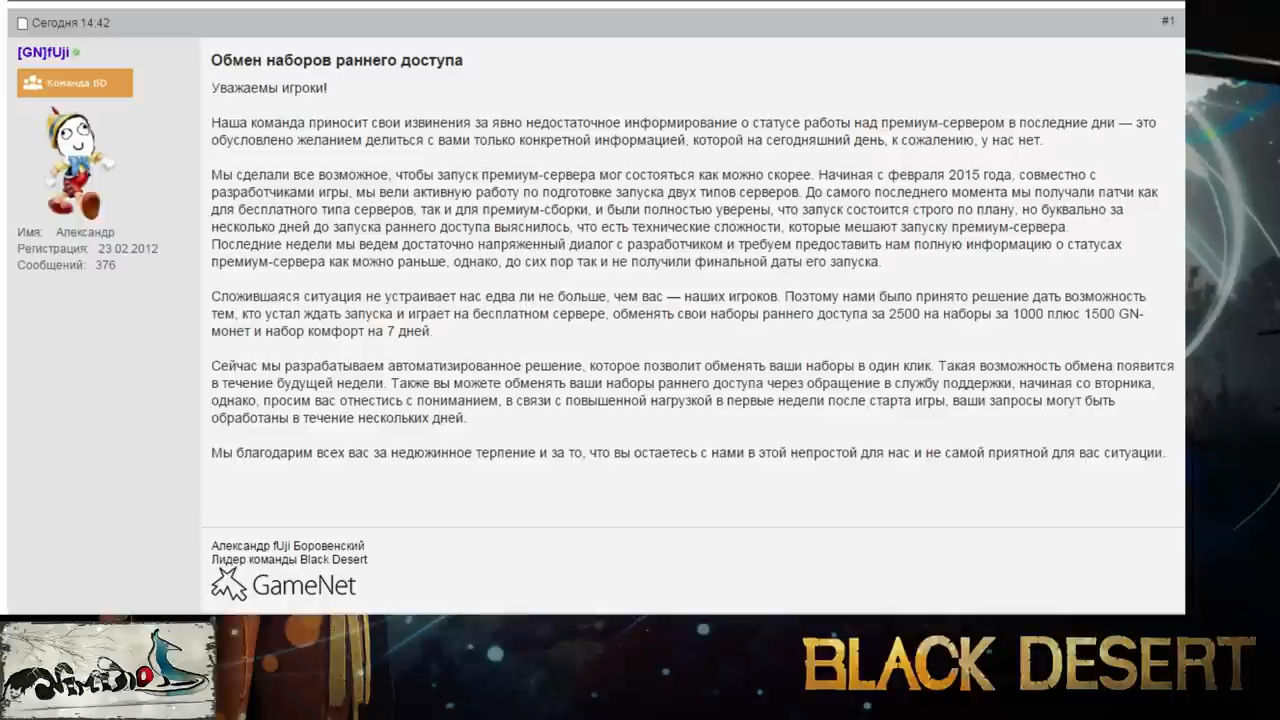 Сегодня 14:42
#1
[GN]fUji
Команда BD
Имя: Александр
Регистрация: 23.02.2012
Сообщений: 376
Обмен наборов раннего доступа
Уважаемы игроки!
Наша команда приносит свои извинения за явно недостаточное информирование о статусе работы над премиум-сервером в последние дни — это
обусловлено желанием делиться с вами только конкретной информацией, которой на сегодняшний день, к сожалению, у нас нет.
Мы сделали все возможное, чтобы запуск премиум-сервера мог состояться как можно скорее. Начиная с февраля 2015 года, совместно с
разработчиками игры, мы вели активную работу по подготовке запуска двух типов серверов. До самого последнего момента мы получали патчи как
для бесплатного типа серверов, так и для премиум-сборки, и были полностью уверены, что запуск состоится строго по плану, но буквально за
несколько дней до запуска раннего доступа выяснилось, что есть технические сложности, которые мешают запуску премиум-сервера.
Последние недели мы ведем достаточно напряженный диалог с разработчиком и требуем предоставить нам полную информацию о статусах
премиум-сервера как можно раньше, однако, до сих пор так и не получили финальной даты его запуска.
Сложившаяся ситуация не устраивает нас едва ли не больше, чем вас — наших игроков. Поэтому нами было принято решение дать возможность
тем, кто устал ждать запуска и играет на бесплатном сервере, обменять свои наборы раннего доступа за 2500 на наборы за 1000 плюс 1500 GN-
монет и набор комфорт на 7 дней.
Сейчас мы разрабатываем автоматизированное решение, которое позволит обменять ваши наборы в один клик. Такая возможность обмена появится
в течение будущей недели. Также вы можете обменять ваши наборы раннего доступа через обращение в службу поддержки, начиная со вторника,
однако, просим вас отнестись с пониманием, в связи с повышенной нагрузкой в первые недели после старта игры, ваши запросы могут быть
обработаны в течение нескольких дней.
Мы благодарим всех вас за недюжинное терпение и за то, что вы остаетесь с нами в этой непростой для нас и не самой приятной для вас ситуации.
Александр fUji Боровенский
Лидер команды Black Desert
GameNet
BLACK DESERT